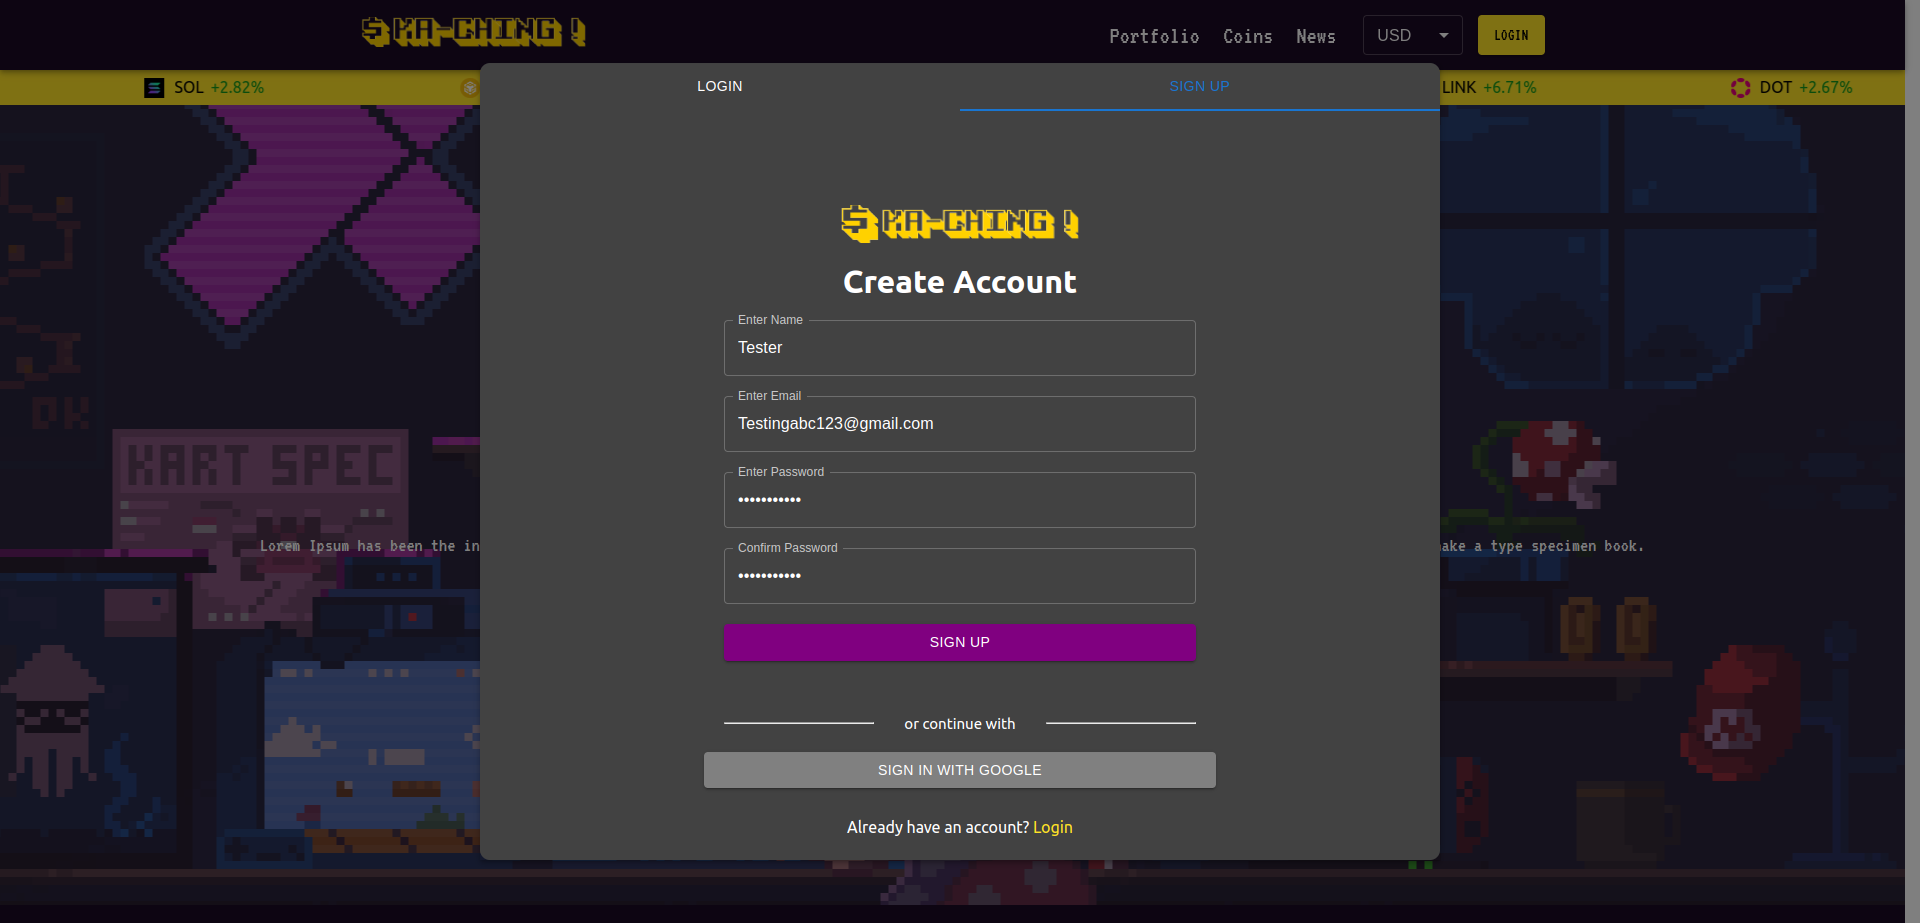 $ KA-CHING !
Portfolio Coins News USD LOGIN
SOL +2.82% LINK +6.71% DOT +2.67%
LOGIN SIGN UP
$ KA-CHING !
Create Account
Enter Name
Tester
Enter Email
Testingabc123@gmail.com
Enter Password
•••••••••••
Confirm Password
•••••••••••
SIGN UP
or continue with
SIGN IN WITH GOOGLE
Already have an account? Login
DK
KART SPEC
Lorem Ipsum has been the in
ake a type specimen book.